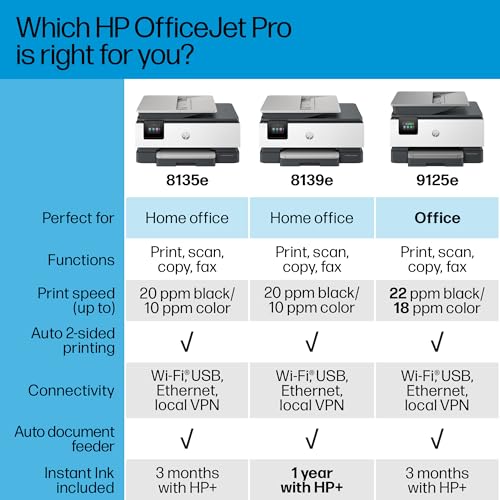 Which HP OfficeJet Pro
is right for you?
8135e
8139e
9125e
Perfect for
Home office
Home office
Office
Functions
Print, scan,
copy, fax
Print, scan,
copy, fax
Print, scan,
copy, fax
Print speed
(up to)
20 ppm black/
10 ppm color
20 ppm black/
10 ppm color
22 ppm black/
18 ppm color
Auto 2-sided
printing
√
√
√
Connectivity
Wi-Fi,® USB,
Ethernet,
local VPN
Wi-Fi,® USB,
Ethernet,
local VPN
Wi-Fi,® USB,
Ethernet,
local VPN
Auto document
feeder
√
√
√
Instant Ink
included
3 months
with HP+
1 year
with HP+
3 months
with HP+